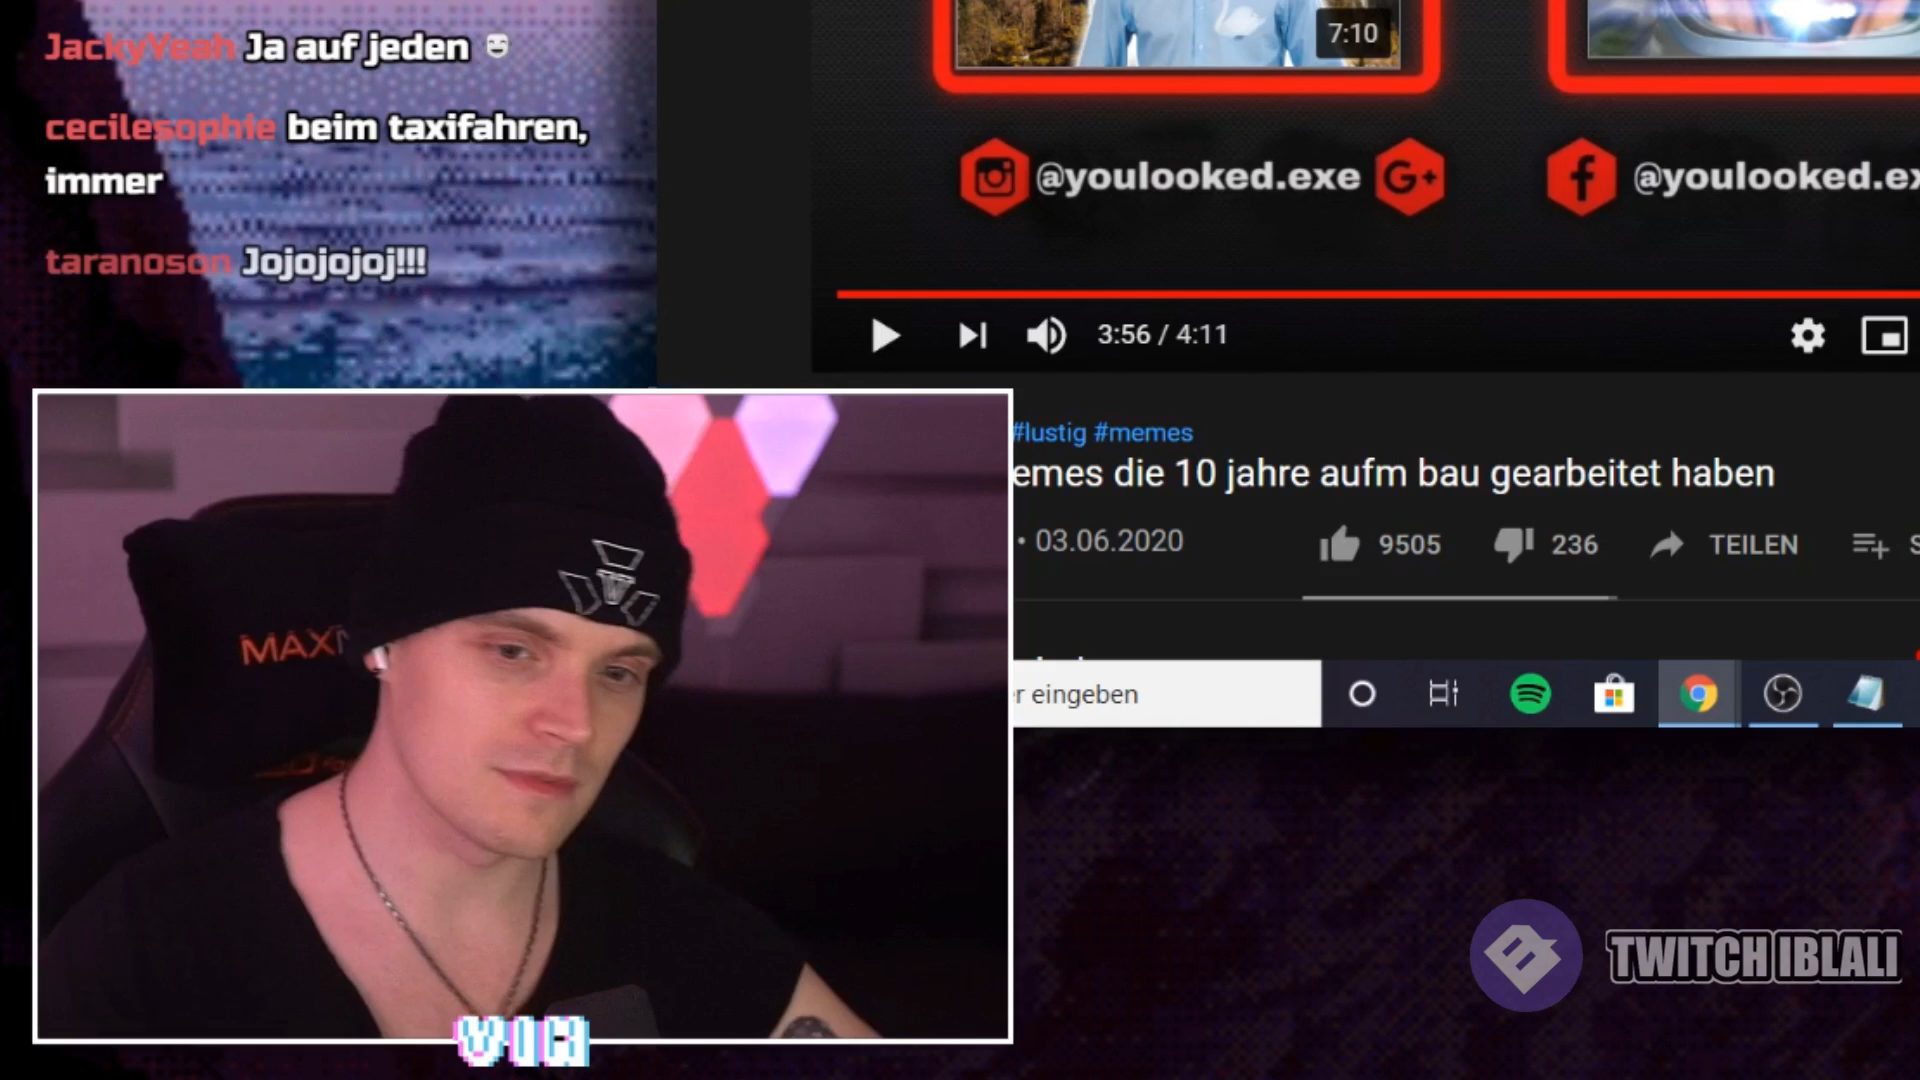 JackyYeah Ja auf jeden
cecilesophie beim taxifahren,
immer
taranoson Jojojojoj!!!
7:10
@youlooked.exe G+
@youlooked.ex
3:56 / 4:11
#lustig #memes
emes die 10 jahre aufm bau gearbeitet haben
• 03.06.2020
9505
236
TEILEN
S
r eingeben
MAX
VIK
TWITCH IBLALI